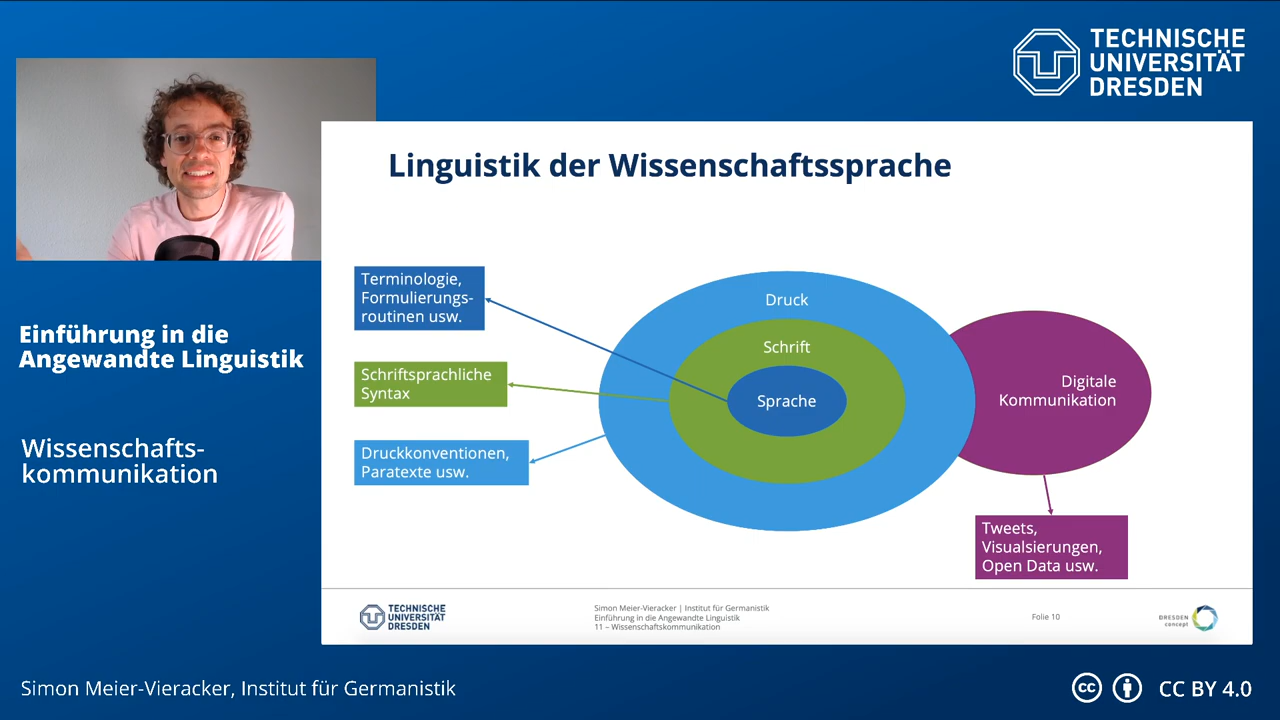 TECHNISCHE
UNIVERSITÄT
DRESDEN
Einführung in die
Angewandte Linguistik
Wissenschafts-
kommunikation
Linguistik der Wissenschaftssprache
Terminologie,
Formulierungs-
routinen usw.
Schriftsprachliche
Syntax
Druckkonventionen,
Paratexte usw.
Druck
Schrift
Sprache
Digitale
Kommunikation
Tweets,
Visualsierungen,
Open Data usw.
TECHNISCHE
UNIVERSITÄT
DRESDEN
Simon Meier-Vieracker | Institut für Germanistik
Einführung in die Angewandte Linguistik
11 – Wissenschaftskommunikation
Folie 10
DRESDEN
concept
Simon Meier-Vieracker, Institut für Germanistik
cc
CC BY 4.0